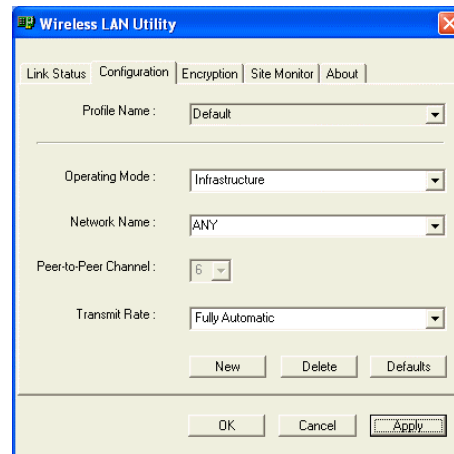 Wireless LAN Utility
Link Status Configuration Encryption Site Monitor About
Profile Name : Default
Operating Mode : Infrastructure
Network Name : ANY
Peer-to-Peer Channel : 6
Transmit Rate : Fully Automatic
New Delete Defaults
OK Cancel Apply